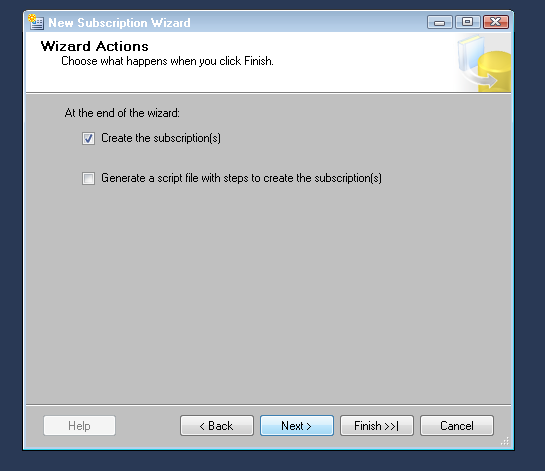 New Subscription Wizard
Wizard Actions
Choose what happens when you click Finish.
At the end of the wizard:
Create the subscription(s)
Generate a script file with steps to create the subscription(s)
Help
< Back
Next >
Finish >>|
Cancel